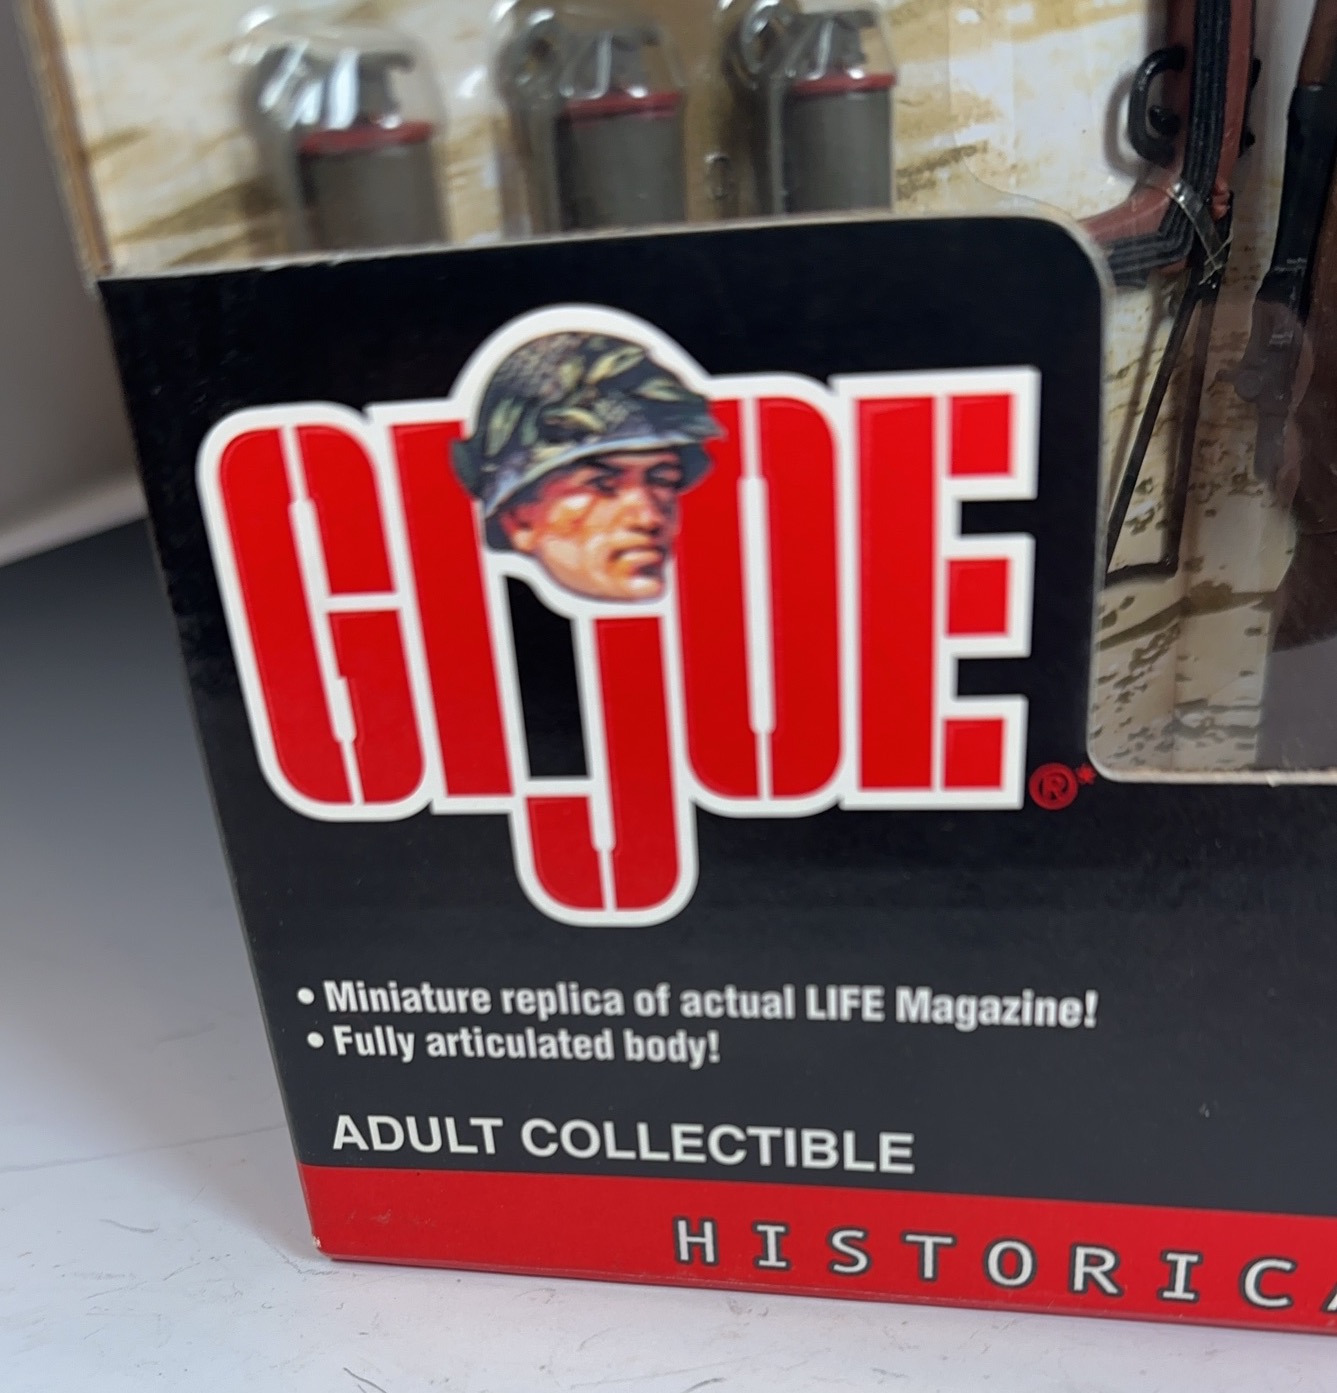 GI JOE ®*
• Miniature replica of actual LIFE Magazine!
• Fully articulated body!
ADULT COLLECTIBLE
HISTORICA